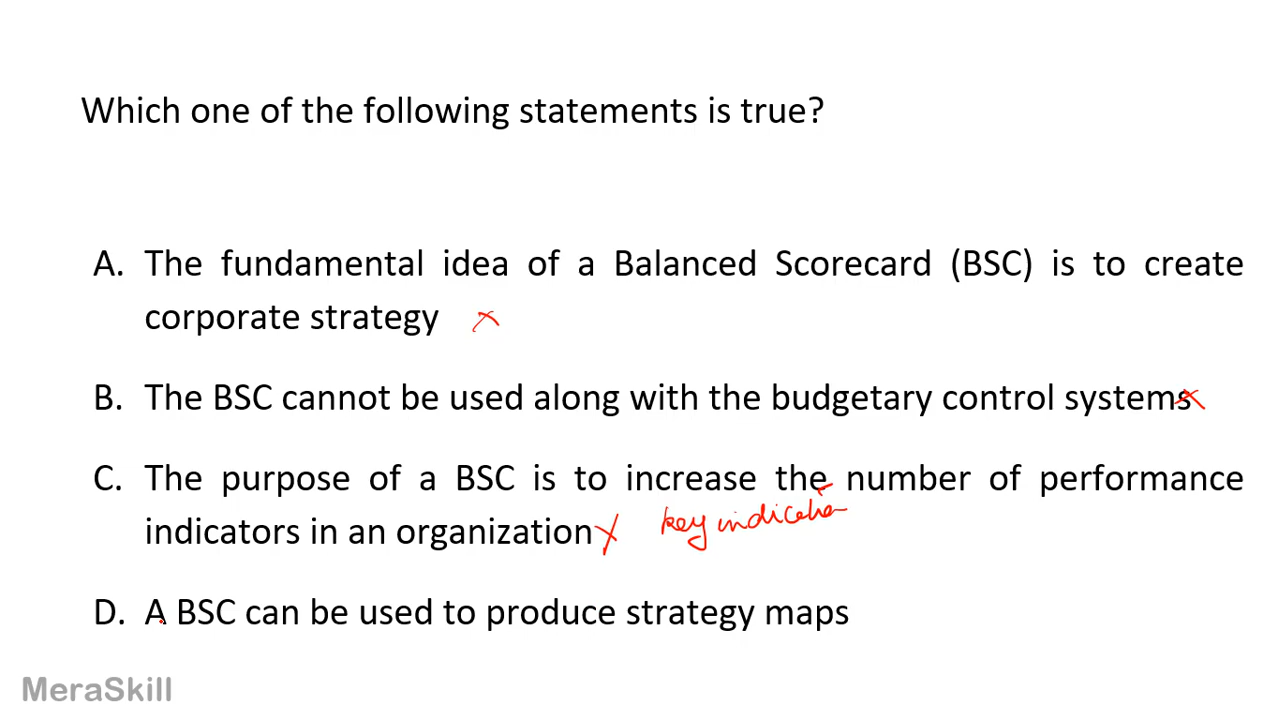 Which one of the following statements is true?
A. The fundamental idea of a Balanced Scorecard (BSC) is to create
corporate strategy
B. The BSC cannot be used along with the budgetary control systems
C. The purpose of a BSC is to increase the number of performance
indicators in an organization
key
D. A BSC can be used to produce strategy maps
MeraSkill